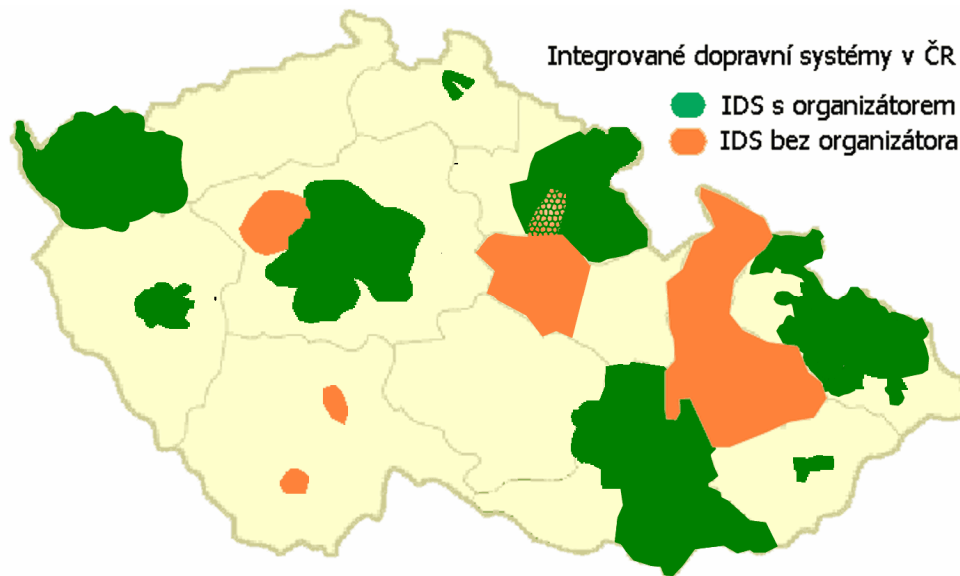 Integrované dopravní systémy v ČR
IDS s organizátorem
IDS bez organizátora